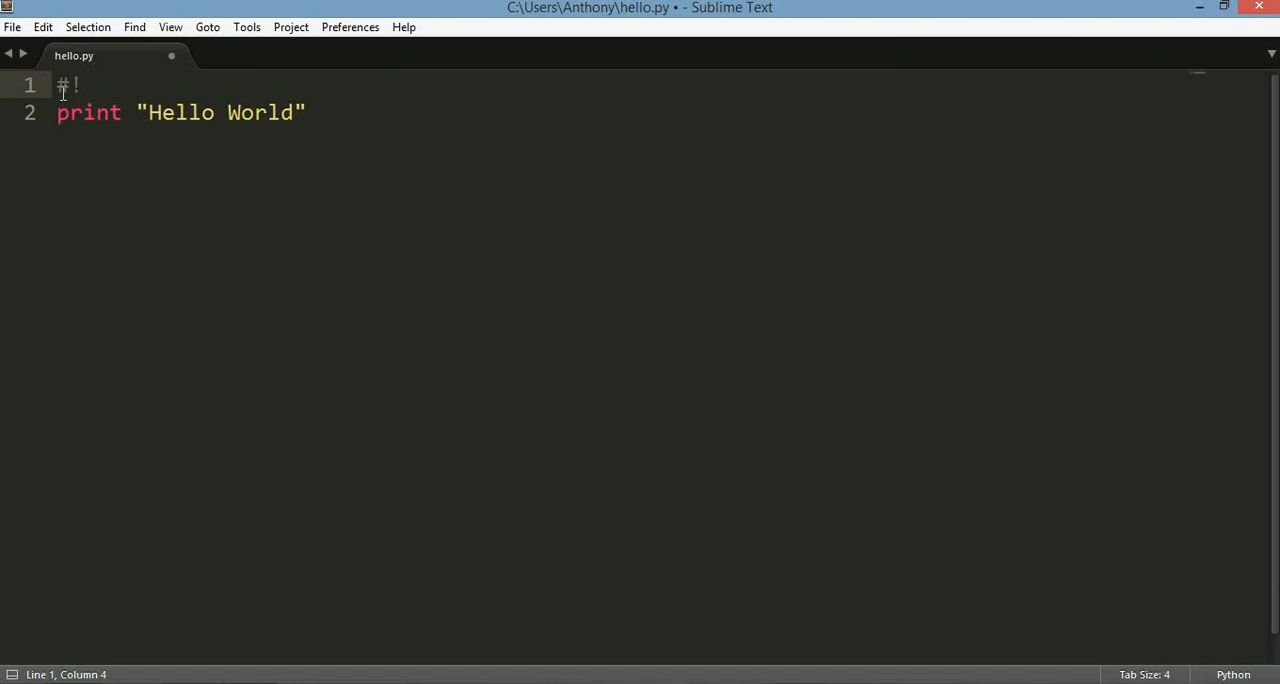 C:\Users\Anthony\hello.py • - Sublime Text
File Edit Selection Find View Goto Tools Project Preferences Help
hello.py
1 #!
2 print "Hello World"
Line 1, Column 4 Tab Size: 4 Python